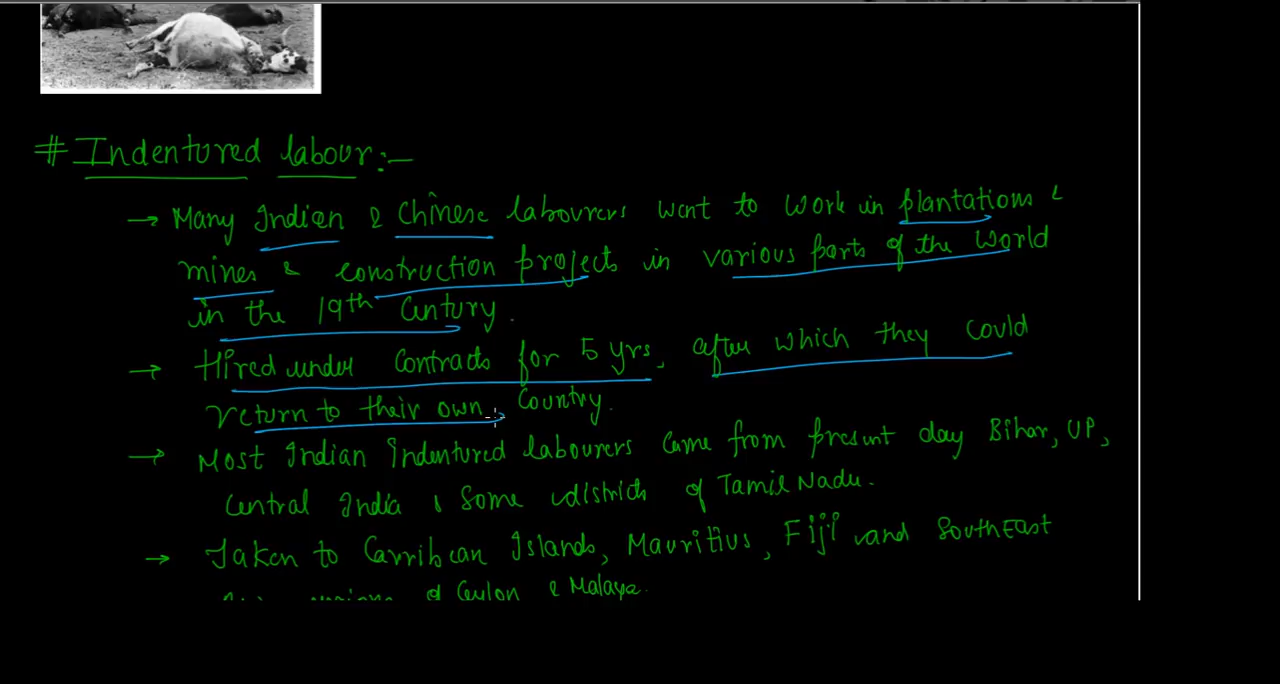 # Indentured labour:-
→ Many Indian & Chinese labourers went to work in plantations &
mines & construction projects in various parts of the world
in the 19th Century.
→ Hired under Contracts for 5 yrs, after which they could
return to their own Country.
→ Most Indian Indentured labourers came from present day Bihar, UP,
Central India & Some districts of Tamil Nadu.
→ Taken to Carribean Islands, Mauritius, Fiji and SouthEast
of Ceylon & Malaya.